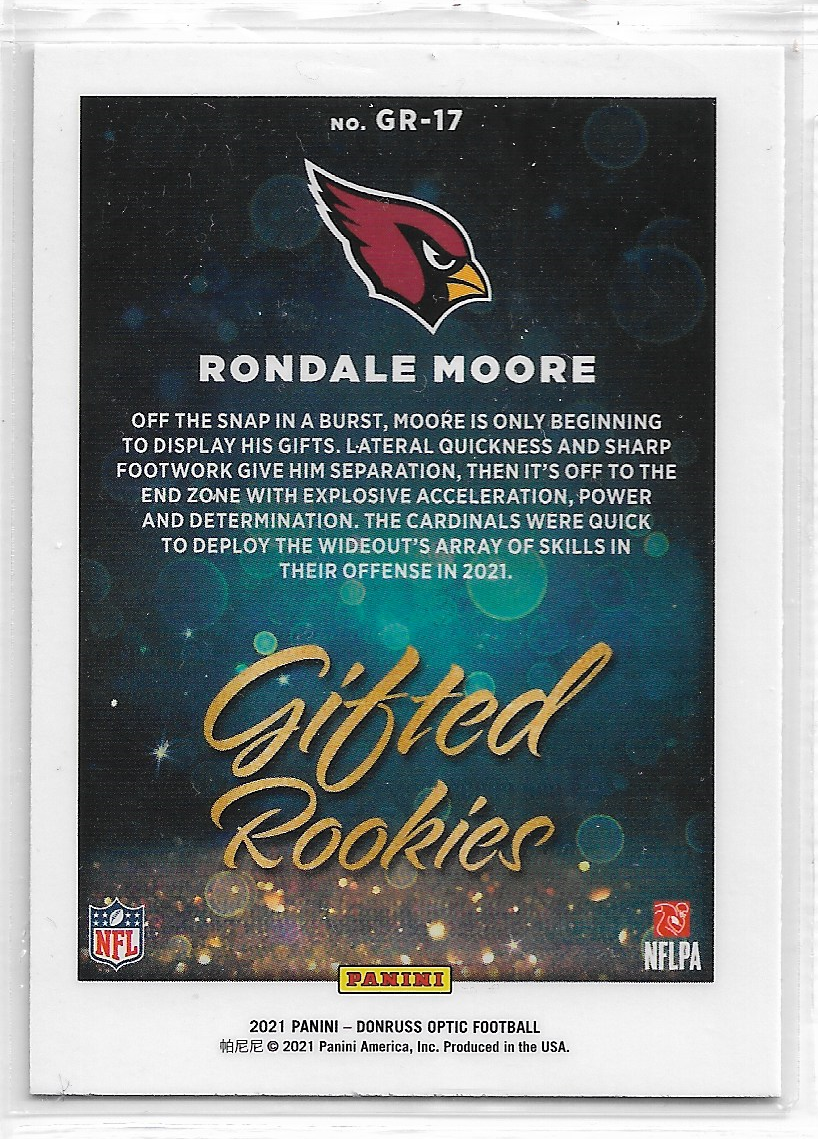 NO. GR-17
RONDALE MOORE
OFF THE SNAP IN A BURST, MOORE IS ONLY BEGINNING
TO DISPLAY HIS GIFTS. LATERAL QUICKNESS AND SHARP
FOOTWORK GIVE HIM SEPARATION, THEN IT'S OFF TO THE
END ZONE WITH EXPLOSIVE ACCELERATION, POWER
AND DETERMINATION. THE CARDINALS WERE QUICK
TO DEPLOY THE WIDEOUT'S ARRAY OF SKILLS IN
THEIR OFFENSE IN 2021.
Gifted
Rookies
NFL
NFLPA
PANINI
2021 PANINI – DONRUSS OPTIC FOOTBALL
帕尼尼 © 2021 Panini America, Inc. Produced in the USA.